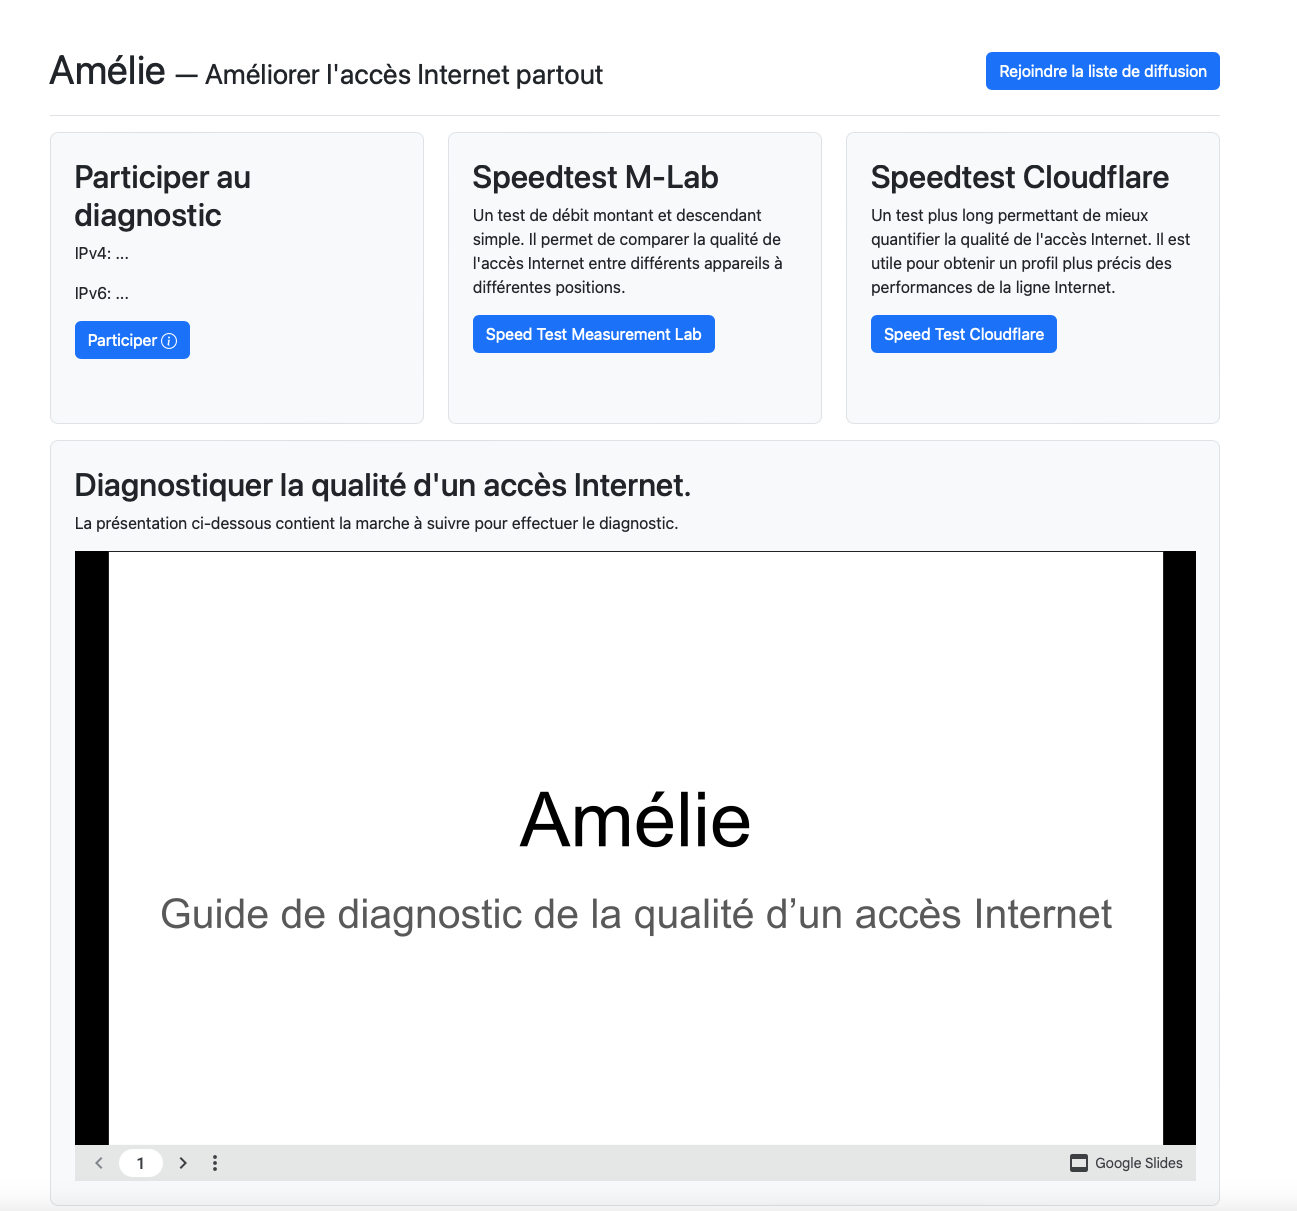 Amélie — Améliorer l'accès Internet partout
Rejoindre la liste de diffusion
Participer au
diagnostic
IPv4: ...
IPv6: ...
Participer
Speedtest M-Lab
Un test de débit montant et descendant
simple. Il permet de comparer la qualité de
l'accès Internet entre différents appareils à
différentes positions.
Speed Test Measurement Lab
Speedtest Cloudflare
Un test plus long permettant de mieux
quantifier la qualité de l'accès Internet. Il est
utile pour obtenir un profil plus précis des
performances de la ligne Internet.
Speed Test Cloudflare
Diagnostiquer la qualité d'un accès Internet.
La présentation ci-dessous contient la marche à suivre pour effectuer le diagnostic.
Amélie
Guide de diagnostic de la qualité d’un accès Internet
1
Google Slides